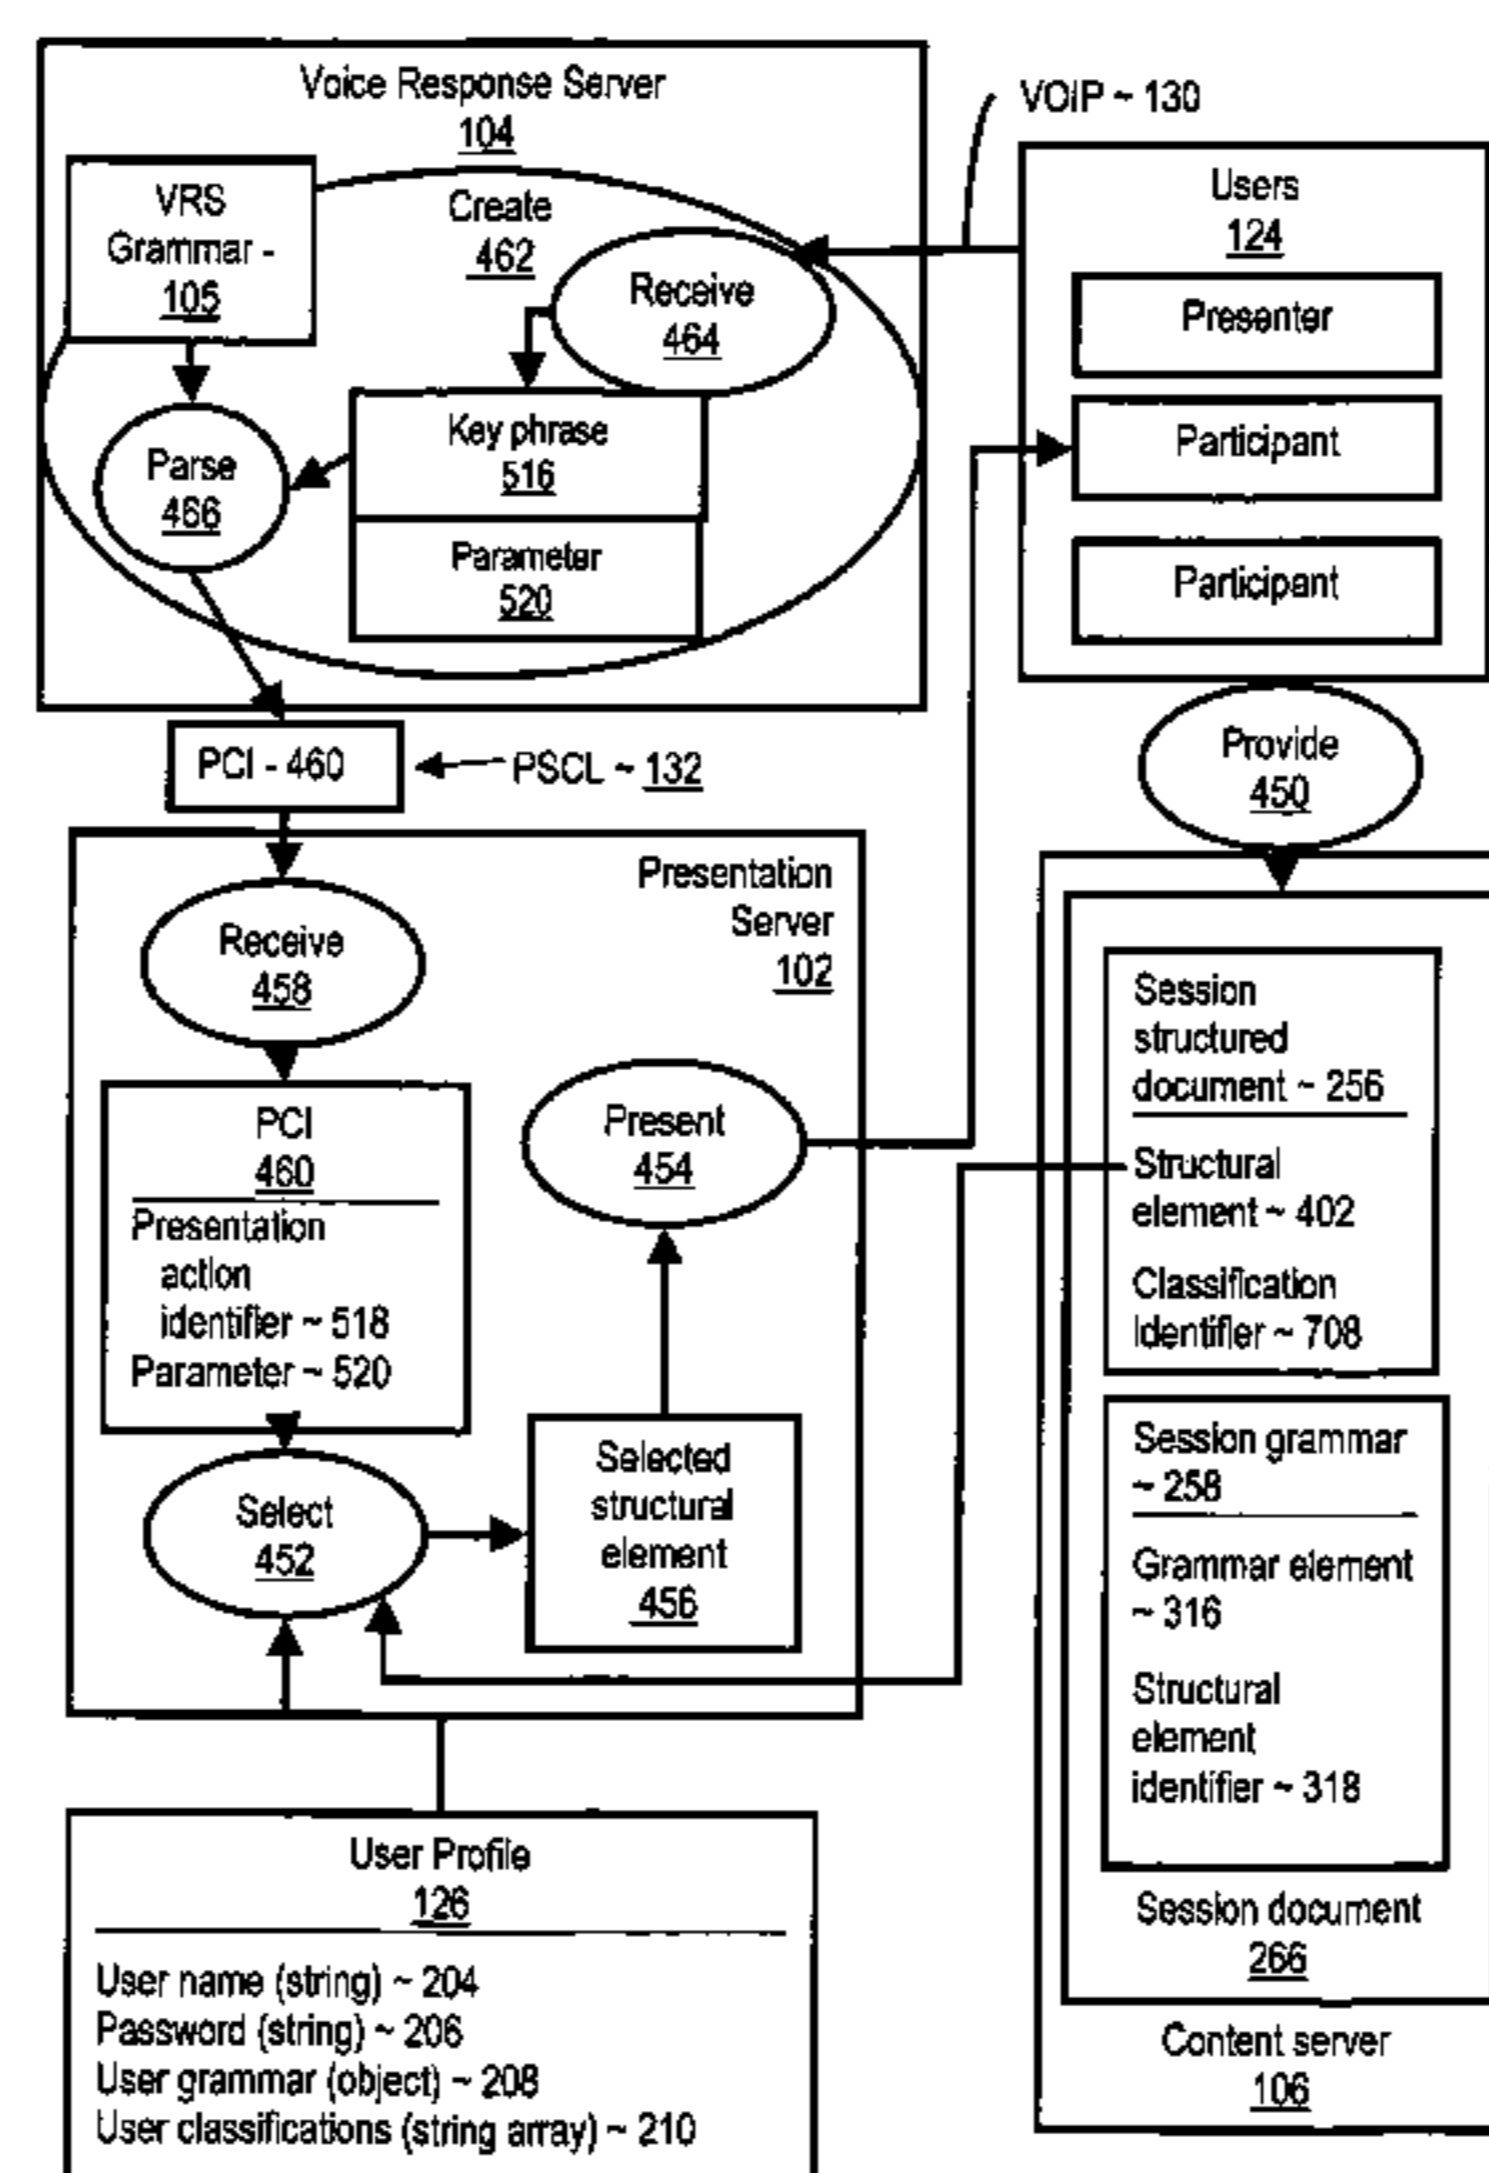 Voice Response Server
104
VOIP ~ 130
VRS
Grammar -
105
Create
462
Receive
464
Key phrase
516
Parameter
520
Parse
466
Users
124
Presenter
Participant
Participant
PCI - 460
PSCL ~ 132
Provide
450
Presentation
Server
102
Receive
458
PCI
460
Presentation
action
identifier ~ 518
Parameter ~ 520
Present
454
Select
452
Selected
structural
element
456
Session
structured
document ~ 256
Structural
element ~ 402
Classification
Identifier ~ 708
Session grammar
~ 258
Grammar element
~ 316
Structural
element
identifier ~ 318
Session document
266
Content server
106
User Profile
126
User name (string) ~ 204
Password (string) ~ 206
User grammar (object) ~ 208
User classifications (string array) ~ 210